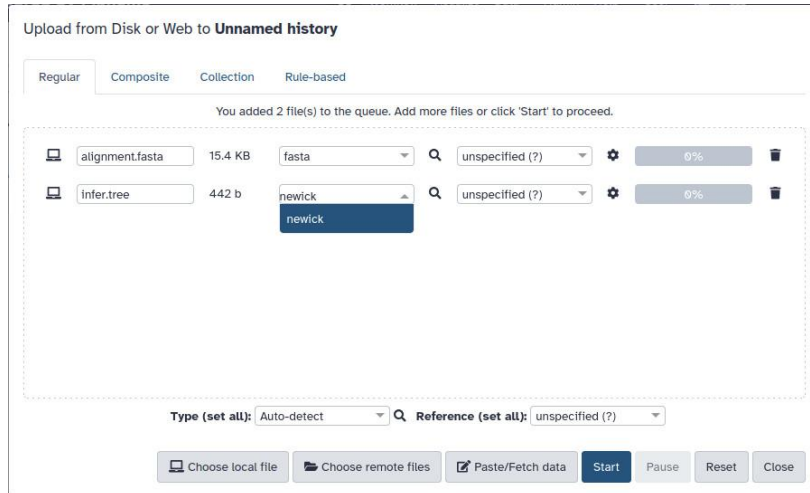 Upload from Disk or Web to Unnamed history
Regular Composite Collection Rule-based
You added 2 file(s) to the queue. Add more files or click 'Start' to proceed.
alignment.fasta 15.4 KB fasta unspecified (?) 0%
infer.tree 442 b newick unspecified (?) 0%
newick
Type (set all): Auto-detect Reference (set all): unspecified (?)
Choose local file Choose remote files Paste/Fetch data Start Pause Reset Close